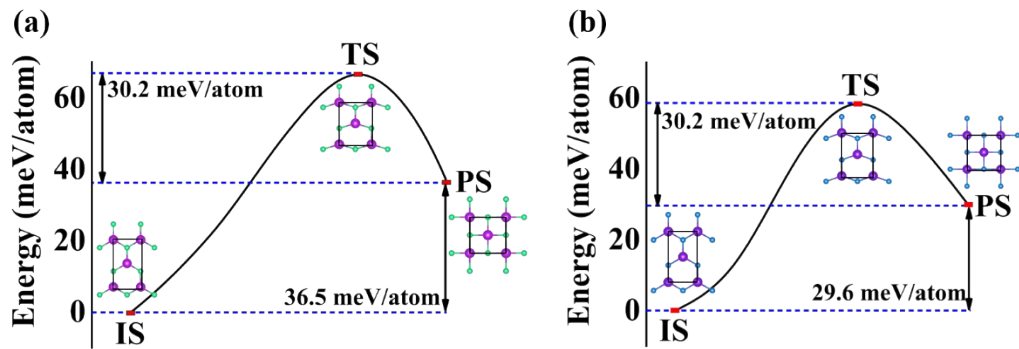 (a)
Energy (meV/atom)
60
40
20
0
30.2 meV/atom
TS
PS
36.5 meV/atom
IS
(b)
Energy (meV/atom)
60
40
20
0
30.2 meV/atom
TS
PS
29.6 meV/atom
IS